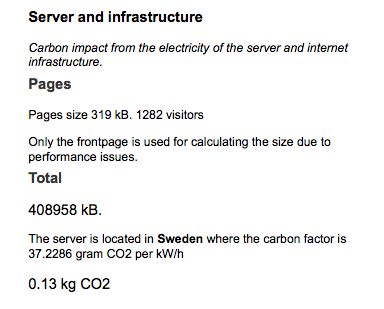 Server and infrastructure
Carbon impact from the electricity of the server and internet
infrastructure.
Pages
Pages size 319 kB. 1282 visitors
Only the frontpage is used for calculating the size due to
performance issues.
Total
408958 kB.
The server is located in Sweden where the carbon factor is
37.2286 gram CO2 per kW/h
0.13 kg CO2